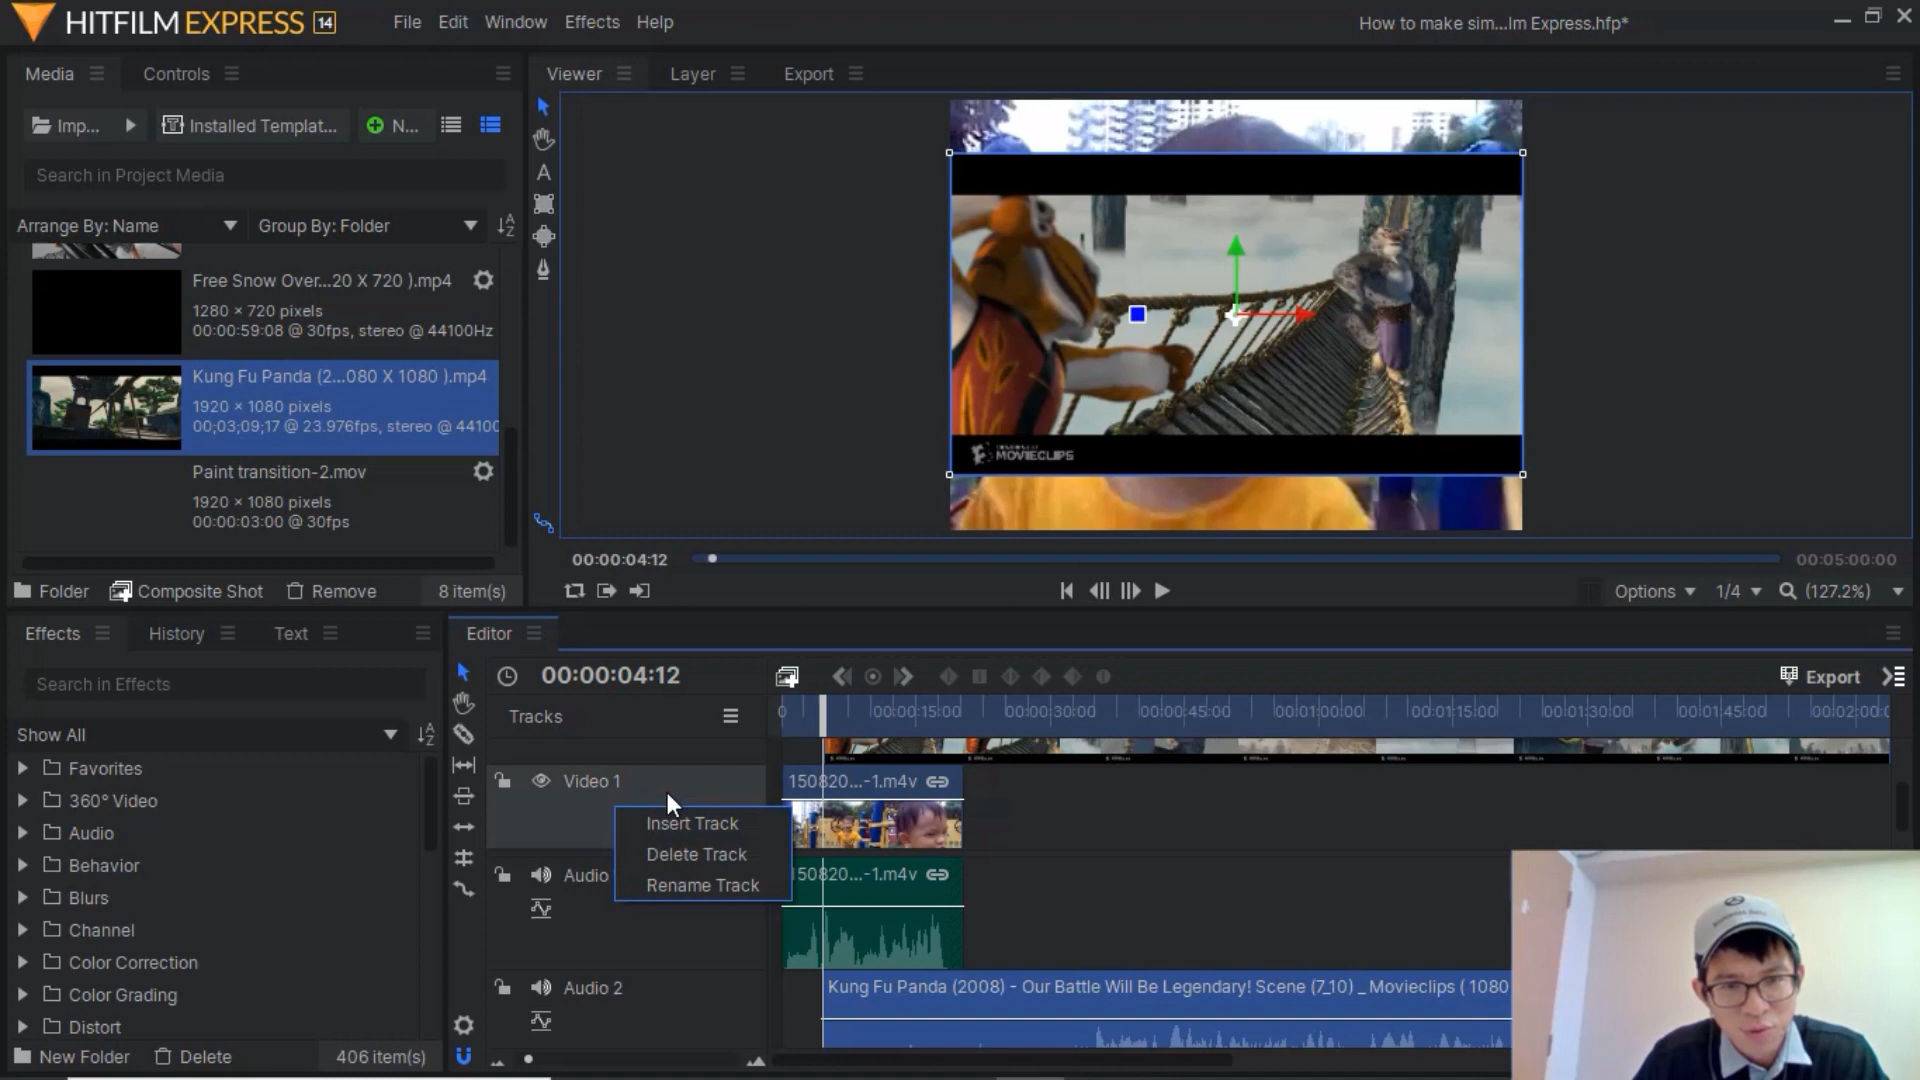 HITFILM EXPRESS 14
File Edit Window Effects Help
How to make sim...lm Express.hfp*
Media Controls
Viewer Layer Export
Imp... Installed Templat... N...
Search in Project Media
Arrange By: Name Group By: Folder
Free Snow Over...20 X 720 ).mp4
1280 × 720 pixels
00:00:59:08 @ 30fps, stereo @ 44100Hz
Kung Fu Panda (2...080 X 1080 ).mp4
1920 × 1080 pixels
00;03;09;17 @ 23.976fps, stereo @ 4410
Paint transition-2.mov
1920 × 1080 pixels
00:00:03:00 @ 30fps
MOVIECLIPS
00:00:04:12
00:05:00:00
Folder Composite Shot Remove 8 item(s)
Options 1/4 (127.2%)
Effects History Text
Editor
Search in Effects
00:00:04:12
Export
Tracks
0 00:00:15:00 00:00:30:00 00:00:45:00 00:01:00:00 00:01:15:00 00:01:30:00 00:01:45:00 00:02:00:0
Show All
Favorites
360° Video
Audio
Behavior
Blurs
Channel
Color Correction
Color Grading
Distort
New Folder Delete 406 item(s)
Video 1
150820...-1.m4v
Insert Track
Delete Track
Rename Track
Audio
150820...-1.m4v
Audio 2
Kung Fu Panda (2008) - Our Battle Will Be Legendary! Scene (7_10) _ Movieclips ( 1080